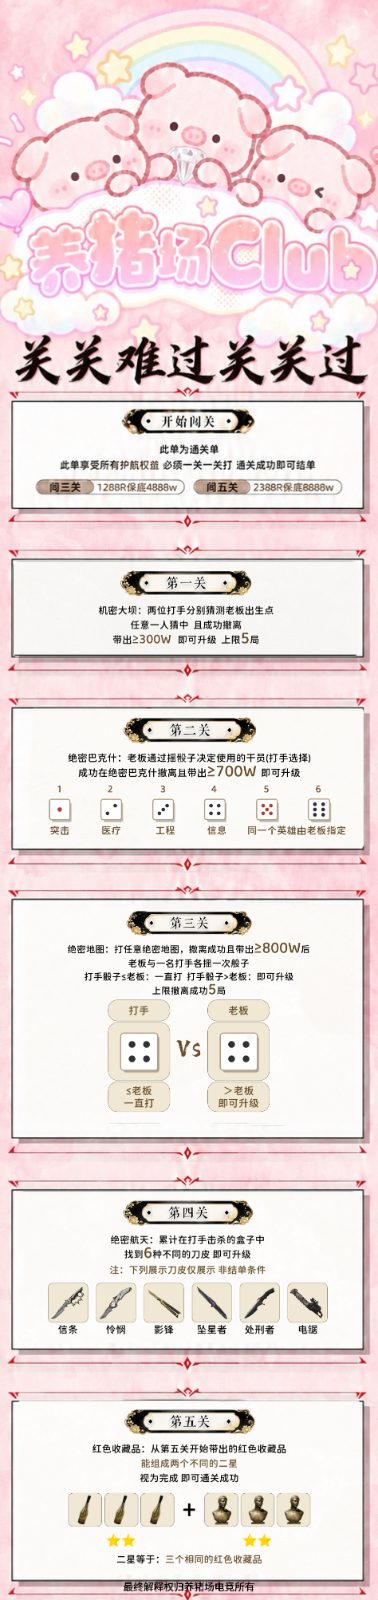 养猪场Club
关关难过关关过
开始闯关
此单为通关单
此单享受所有护航权益 必须一关一关打 通关成功即可结单
闯三关 1288R保底4888w 闯五关 2388R保底8888w
第一关
机密大坝：两位打手分别猜测老板出生点
任意一人猜中 且成功撤离
带出≥300W 即可升级 上限5局
第二关
绝密巴克什：老板通过摇骰子决定使用的干员(打手选择)
成功在绝密巴克什撤离且带出≥700W 即可升级
1 2 3 4 5 6
突击 医疗 工程 信息 同一个英雄由老板指定
第三关
绝密地图：打任意绝密地图，撤离成功且带出≥800W后
老板与一名打手各摇一次骰子
打手骰子≤老板：一直打 打手骰子>老板：即可升级
上限撤离成功5局
打手 老板
Vs
≤老板 ＞老板
一直打 即可升级
第四关
绝密航天：累计在打手击杀的盒子中
找到6种不同的刀皮 即可升级
注：下列展示刀皮仅展示 非结单条件
信条 怜悯 影锋 坠星者 处刑者 电锯
第五关
红色收藏品：从第五关开始带出的红色收藏品
能组成两个不同的二星
视为完成 即可通关成功
+
二星等于：三个相同的红色收藏品
最终解释权归养猪场电竞所有